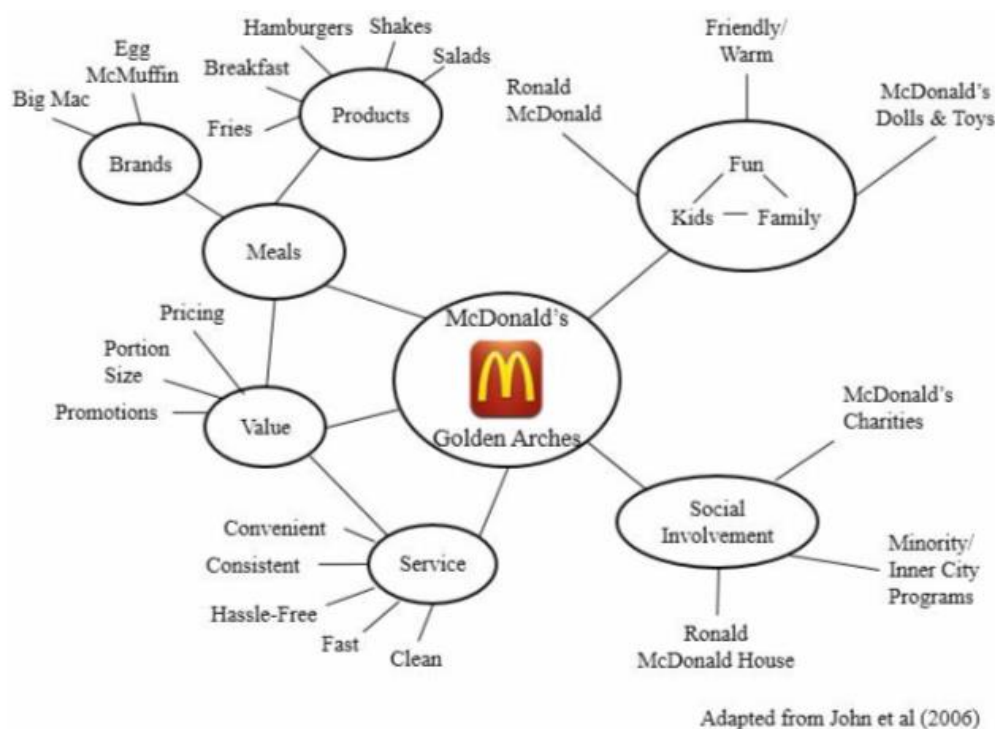 Hamburgers
Shakes
Salads
Breakfast
Fries
Products
Egg
McMuffin
Big Mac
Brands
Meals
Friendly/
Warm
Ronald
McDonald
McDonald's
Dolls & Toys
Fun
Kids
Family
McDonald's
Golden Arches
Pricing
Portion
Size
Promotions
Value
Convenient
Consistent
Hassle-Free
Fast
Clean
Service
McDonald's
Charities
Social
Involvement
Minority/
Inner City
Programs
Ronald
McDonald House
Adapted from John et al (2006)